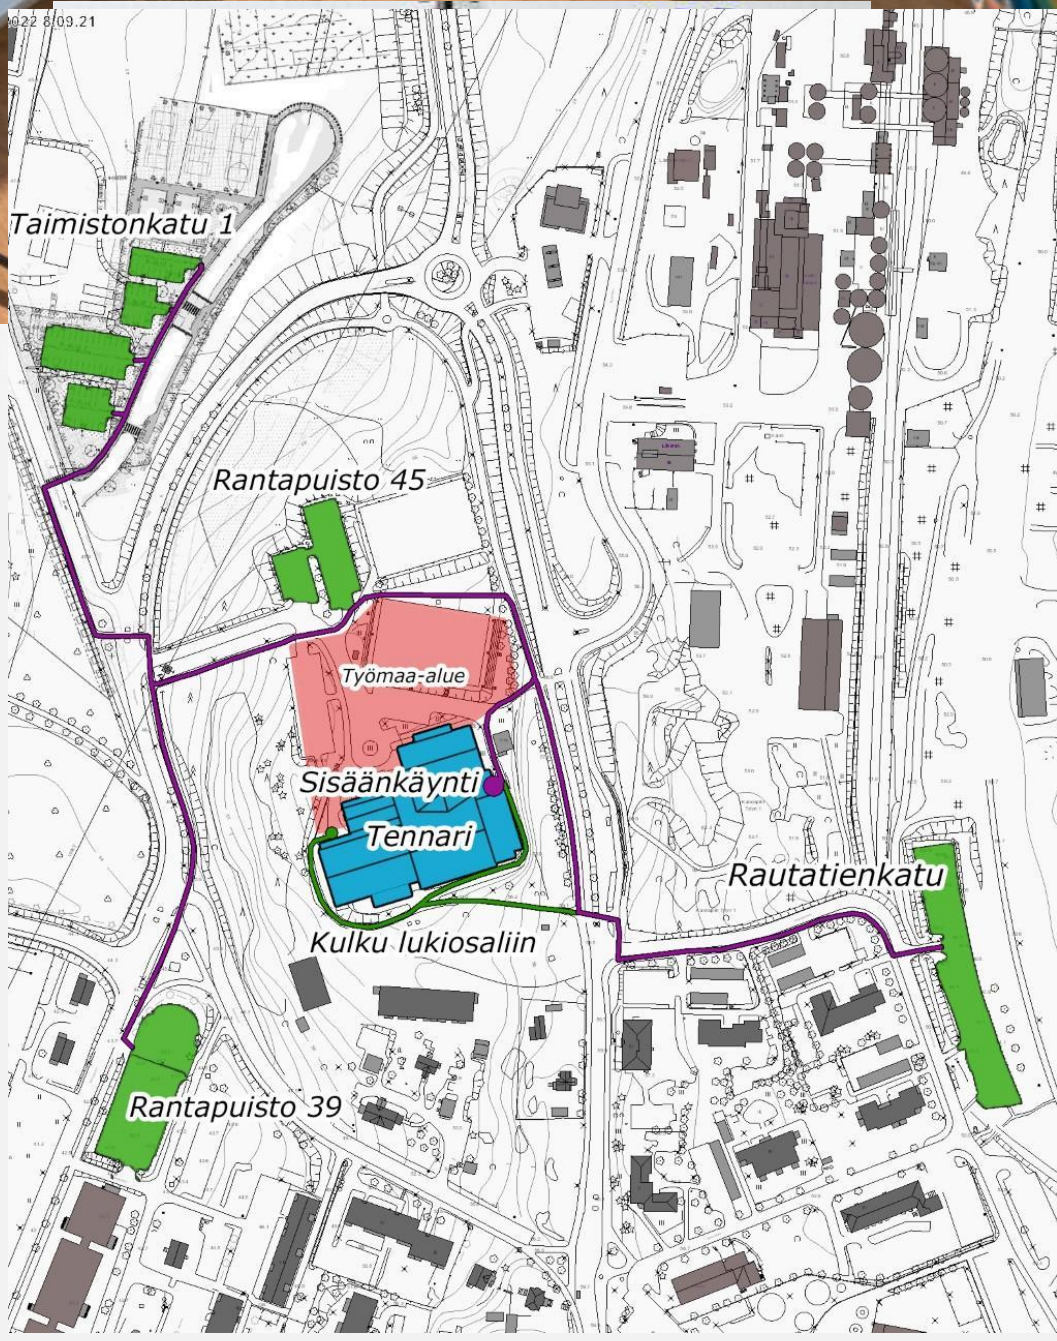 022 8:09.21
Taimistonkatu 1
Rantapuisto 45
Työmaa-alue
Sisäänkäynti
Tennari
Rautatienkatu
Kulku lukiosaliin
Rantapuisto 39